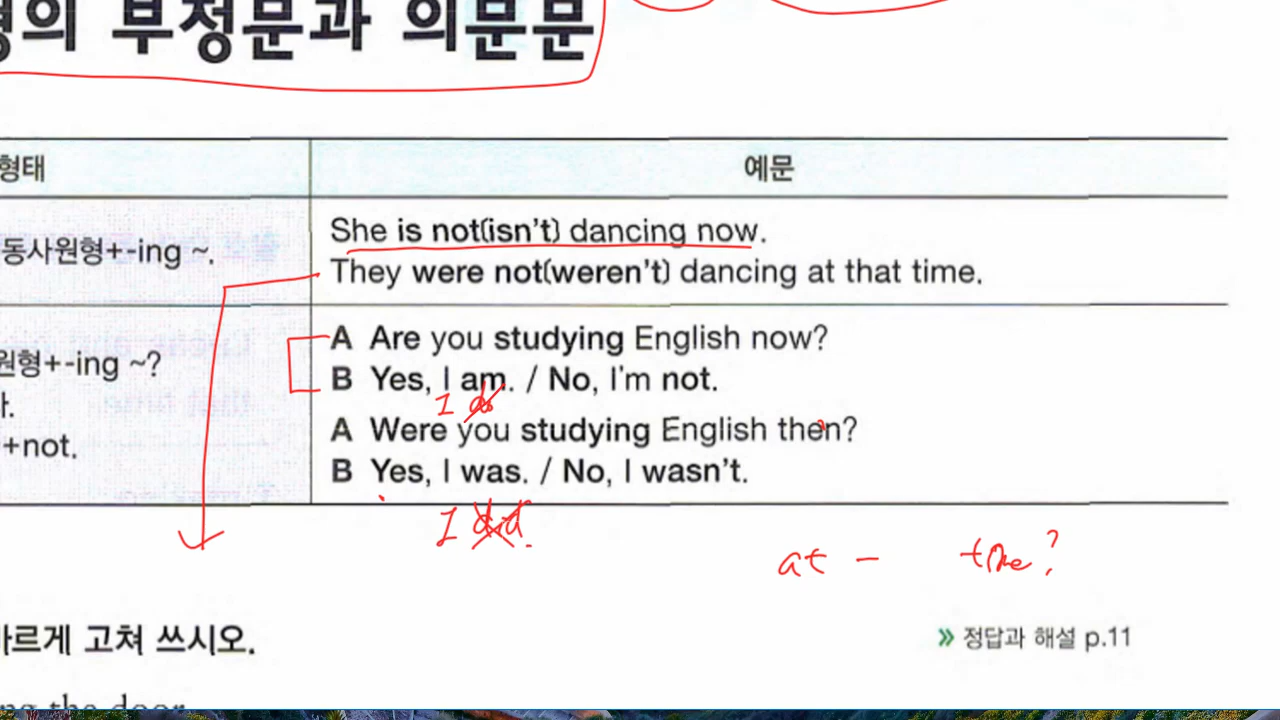 형의 부정문과 의문문
형태
예문
동사원형+-ing ~.
She is not(isn't) dancing now.
They were not(weren't) dancing at that time.
원형+-ing ~?
+not.
A Are you studying English now?
B Yes, I am. / No, I'm not.
I do
A Were you studying English then?
B Yes, I was. / No, I wasn't.
I did.
at – time?
바르게 고쳐 쓰시오.
» 정답과 해설 p.11
ng the door